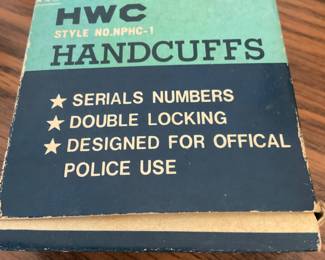 HWC
STYLE NO.NPHC-1
HANDCUFFS
★ SERIALS NUMBERS
★ DOUBLE LOCKING
★ DESIGNED FOR OFFICAL
POLICE USE